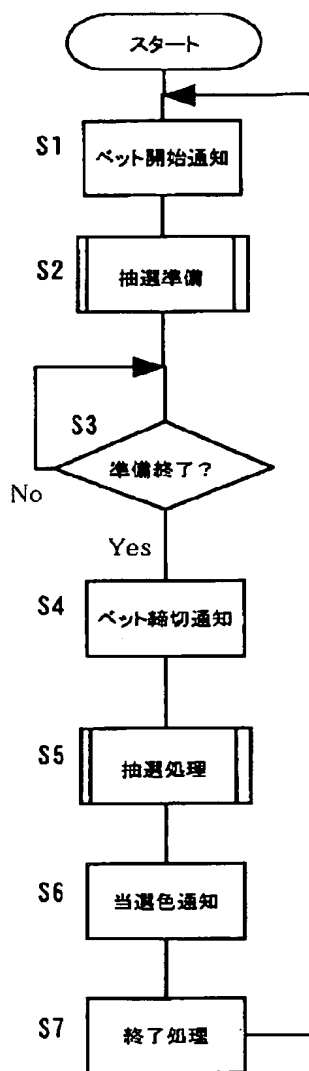 スタート
S1
ベット開始通知
S2
抽選準備
S3
準備終了?
No
Yes
S4
ベット締切通知
S5
抽選処理
S6
当選色通知
S7
終了処理